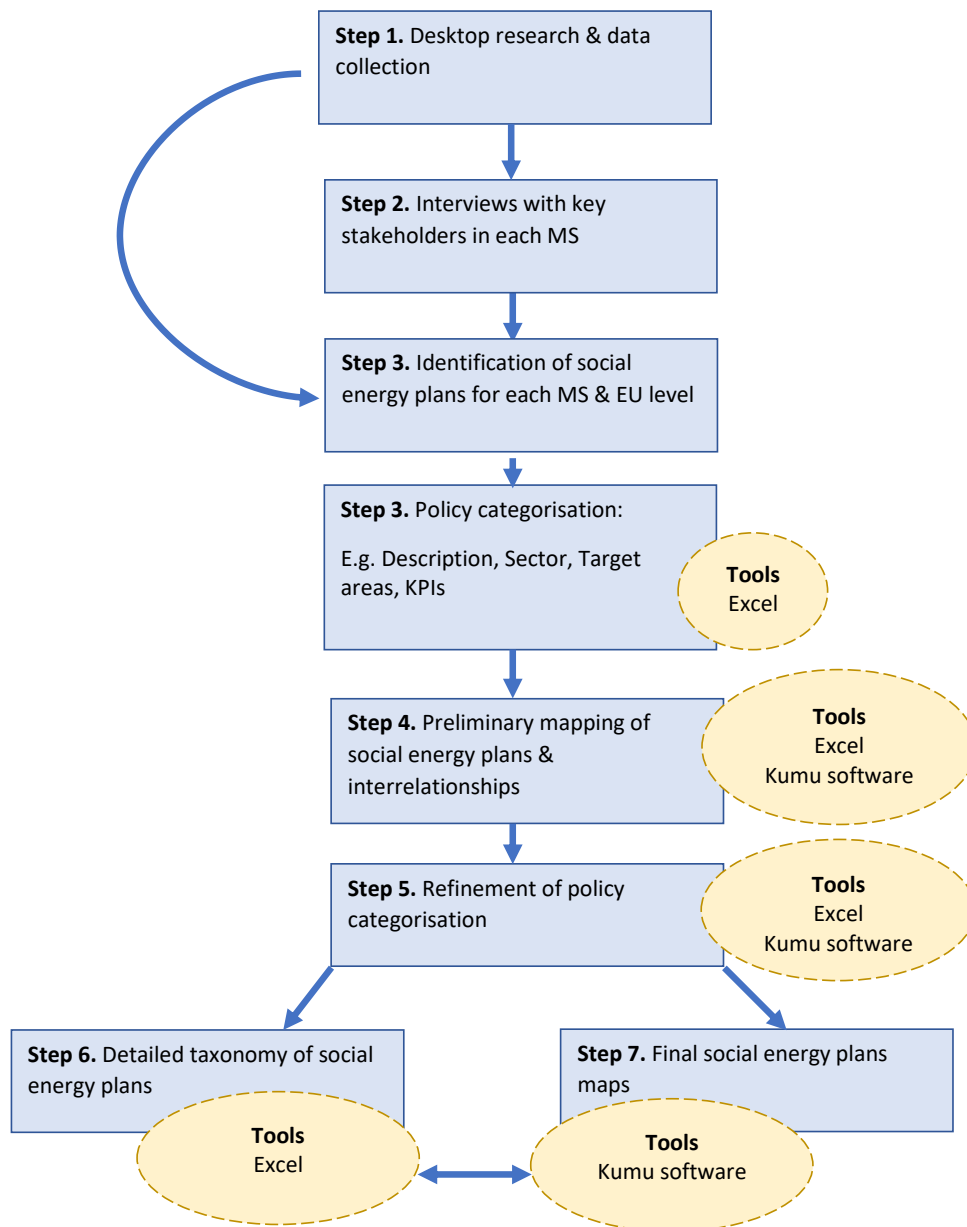 Step 1. Desktop research & data
collection
Step 2. Interviews with key
stakeholders in each MS
Step 3. Identification of social
energy plans for each MS & EU level
Step 3. Policy categorisation:
E.g. Description, Sector, Target
areas, KPIs
Tools
Excel
Step 4. Preliminary mapping of
social energy plans &
interrelationships
Tools
Excel
Kumu software
Step 5. Refinement of policy
categorisation
Tools
Excel
Kumu software
Step 6. Detailed taxonomy of social
energy plans
Tools
Excel
Step 7. Final social energy plans
maps
Tools
Kumu software